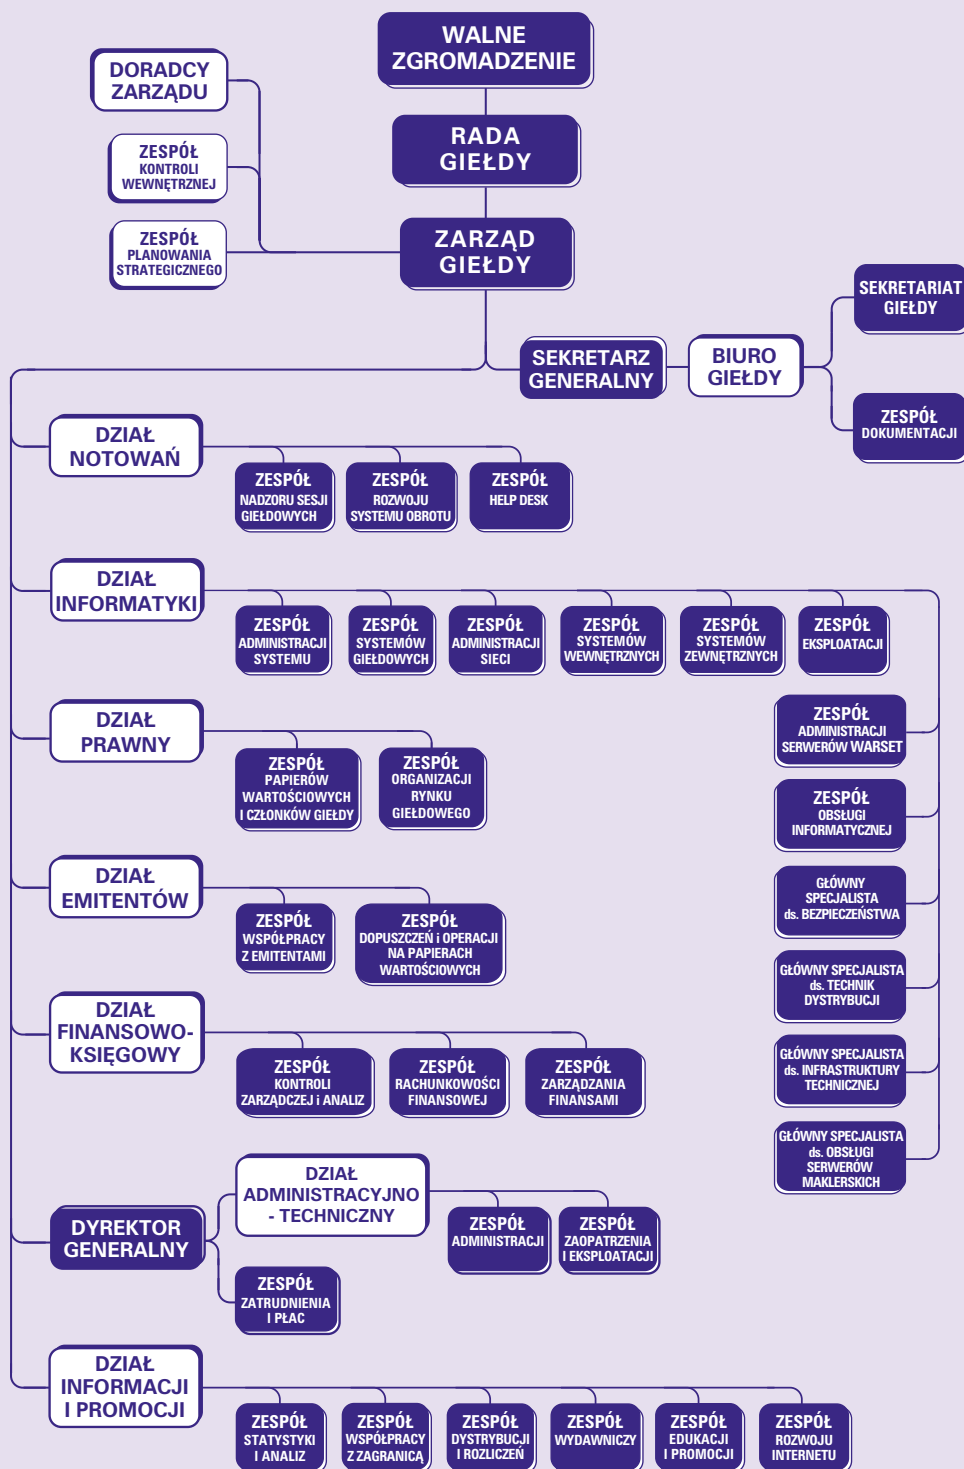 WALNE
ZGROMADZENIE
DORADCY
ZARZĄDU
RADA
GIEŁDY
ZESPÓŁ
KONTROLI
WEWNĘTRZNEJ
ZARZĄD
GIEŁDY
ZESPÓŁ
PLANOWANIA
STRATEGICZNEGO
SEKRETARIAT
GIEŁDY
SEKRETARZ
GENERALNY
BIURO
GIEŁDY
ZESPÓŁ
DOKUMENTACJI
DZIAŁ
NOTOWAŃ
ZESPÓŁ
NADZORU SESJI
GIEŁDOWYCH
ZESPÓŁ
ROZWOJU
SYSTEMU OBROTU
ZESPÓŁ
HELP DESK
DZIAŁ
INFORMATYKI
ZESPÓŁ
ADMINISTRACJI
SYSTEMU
ZESPÓŁ
SYSTEMÓW
GIEŁDOWYCH
ZESPÓŁ
ADMINISTRACJI
SIECI
ZESPÓŁ
SYSTEMÓW
WEWNĘTRZNYCH
ZESPÓŁ
SYSTEMÓW
ZEWNĘTRZNYCH
ZESPÓŁ
EKSPLOATACJI
ZESPÓŁ
ADMINISTRACJI
SERWERÓW WARSET
ZESPÓŁ
OBSŁUGI
INFORMATYCZNEJ
GŁÓWNY
SPECJALISTA
ds. BEZPIECZEŃSTWA
GŁÓWNY SPECJALISTA
ds. TECHNIK
DYSTRYBUCJI
GŁÓWNY SPECJALISTA
ds. INFRASTRUKTURY
TECHNICZNEJ
GŁÓWNY SPECJALISTA
ds. OBSŁUGI
SERWERÓW
MAKLERSKICH
DZIAŁ
PRAWNY
ZESPÓŁ
PAPIERÓW
WARTOŚCIOWYCH
I CZŁONKÓW GIEŁDY
ZESPÓŁ
ORGANIZACJI
RYNKU
GIEŁDOWEGO
DZIAŁ
EMITENTÓW
ZESPÓŁ
WSPÓŁPRACY
Z EMITENTAMI
ZESPÓŁ
DOPUSZCZEŃ i OPERACJI
NA PAPIERACH
WARTOŚCIOWYCH
DZIAŁ
FINANSOWO-
KSIĘGOWY
ZESPÓŁ
KONTROLI
ZARZĄDCZEJ i ANALIZ
ZESPÓŁ
RACHUNKOWOŚCI
FINANSOWEJ
ZESPÓŁ
ZARZĄDZANIA
FINANSAMI
DYREKTOR
GENERALNY
DZIAŁ
ADMINISTRACYJNO
- TECHNICZNY
ZESPÓŁ
ADMINISTRACJI
ZESPÓŁ
ZAOPATRZENIA
I EKSPLOATACJI
ZESPÓŁ
ZATRUDNIENIA
I PŁAC
DZIAŁ
INFORMACJI
I PROMOCJI
ZESPÓŁ
STATYSTYKI
I ANALIZ
ZESPÓŁ
WSPÓŁPRACY
Z ZAGRANICĄ
ZESPÓŁ
DYSTRYBUCJI
I ROZLICZEŃ
ZESPÓŁ
WYDAWNICZY
ZESPÓŁ
EDUKACJI
I PROMOCJI
ZESPÓŁ
ROZWOJU
INTERNETU